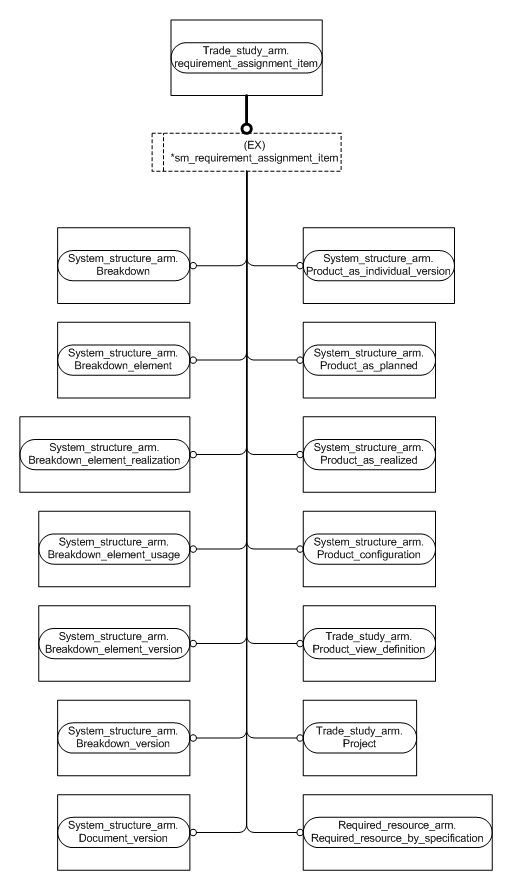 Trade_study_arm.
requirement_assignment_item
(EX)
*sm_requirement_assignment_item
System_structure_arm.
Breakdown
System_structure_arm.
Product_as_individual_version
System_structure_arm.
Breakdown_element
System_structure_arm.
Product_as_planned
System_structure_arm.
Breakdown_element_realization
System_structure_arm.
Product_as_realized
System_structure_arm.
Breakdown_element_usage
System_structure_arm.
Product_configuration
System_structure_arm.
Breakdown_element_version
Trade_study_arm.
Product_view_definition
System_structure_arm.
Breakdown_version
Trade_study_arm.
Project
System_structure_arm.
Document_version
Required_resource_arm.
Required_resource_by_specification